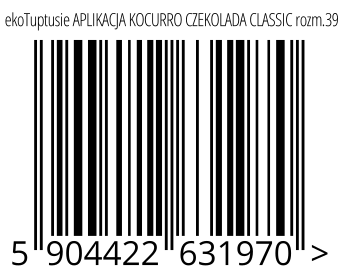 ekoTuptusie APLIKACJA KOCURRO CZEKOLADA CLASSIC rozm.39
5 904422 631970 >